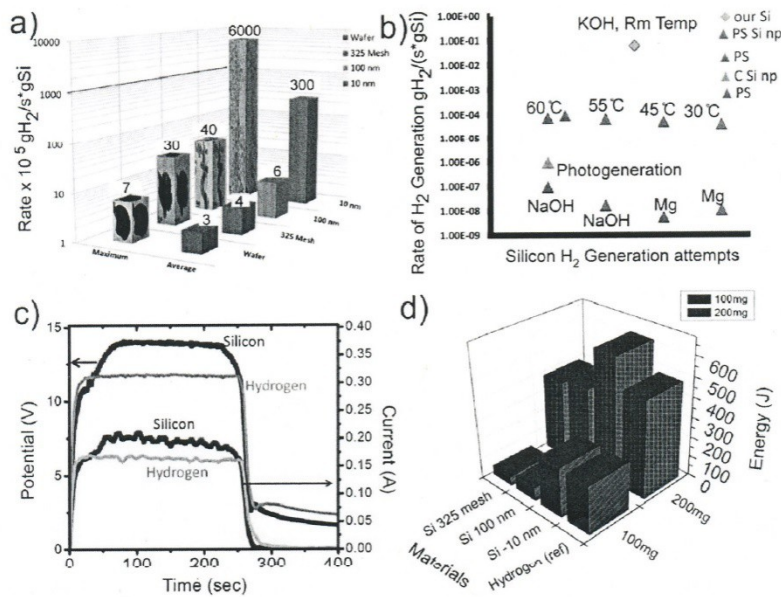 a)
Rate x 10⁵ gH₂/s*gSi
10000
1000
100
10
1
6000
300
30
40
7
6
4
3
Wafer
325 Mesh
100 nm
10 nm
Maximum
Average
Wafer
325 Mesh
100 nm
10 nm
b)
Rate of H₂ Generation gH₂/(s*gSi)
1.00E+00
1.00E-01
1.00E-02
1.00E-03
1.00E-04
1.00E-05
1.00E-06
1.00E-07
1.00E-08
1.00E-09
KOH, Rm Temp
60℃
55℃
45℃
30℃
Photogeneration
NaOH
NaOH
Mg
Mg
our Si
PS Si np
PS
C Si np
PS
Silicon H₂ Generation attempts
c)
Potential (V)
15
12
9
6
3
0
Silicon
Hydrogen
Silicon
Hydrogen
0.40
0.35
0.30
0.25
0.20
0.15
0.10
0.05
0.00
Current (A)
0
100
200
300
400
Time (sec)
d)
100mg
200mg
600
500
400
300
200
100
0
Energy (J)
Si 325 mesh
Si 100 nm
Si -10 nm
Hydrogen (ref)
Materials
100mg
200mg